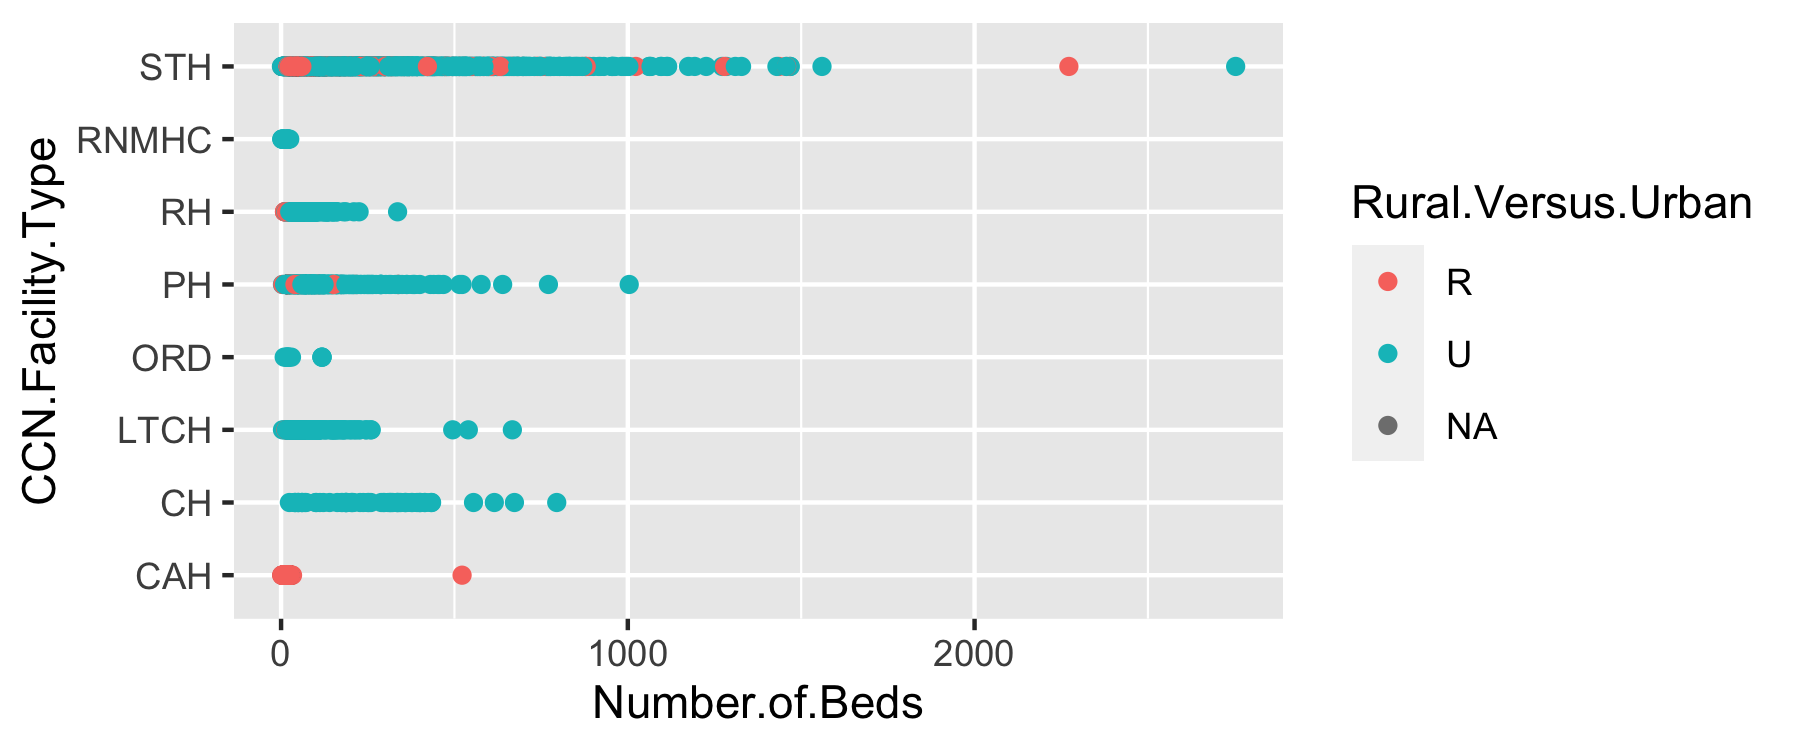 CCN.Facility.Type
STH
RNMHC
RH
PH
ORD
LTCH
CH
CAH
0 1000 2000
Number.of.Beds
Rural.Versus.Urban
R
U
NA